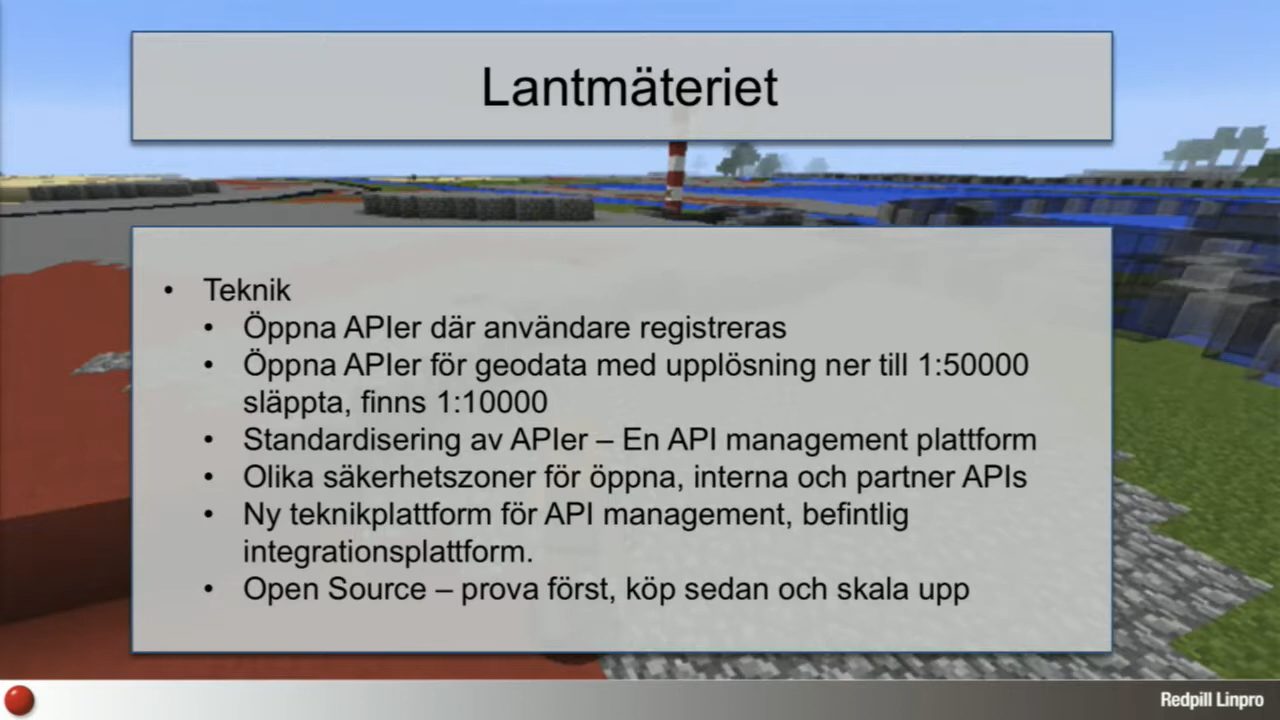 Lantmäteriet
• Teknik
• Öppna APIer där användare registreras
• Öppna APIer för geodata med upplösning ner till 1:50000
släppta, finns 1:10000
• Standardisering av APIer – En API management plattform
• Olika säkerhetszoner för öppna, interna och partner APIs
• Ny teknikplattform för API management, befintlig
integrationsplattform.
• Open Source – prova först, köp sedan och skala upp
Redpill Linpro